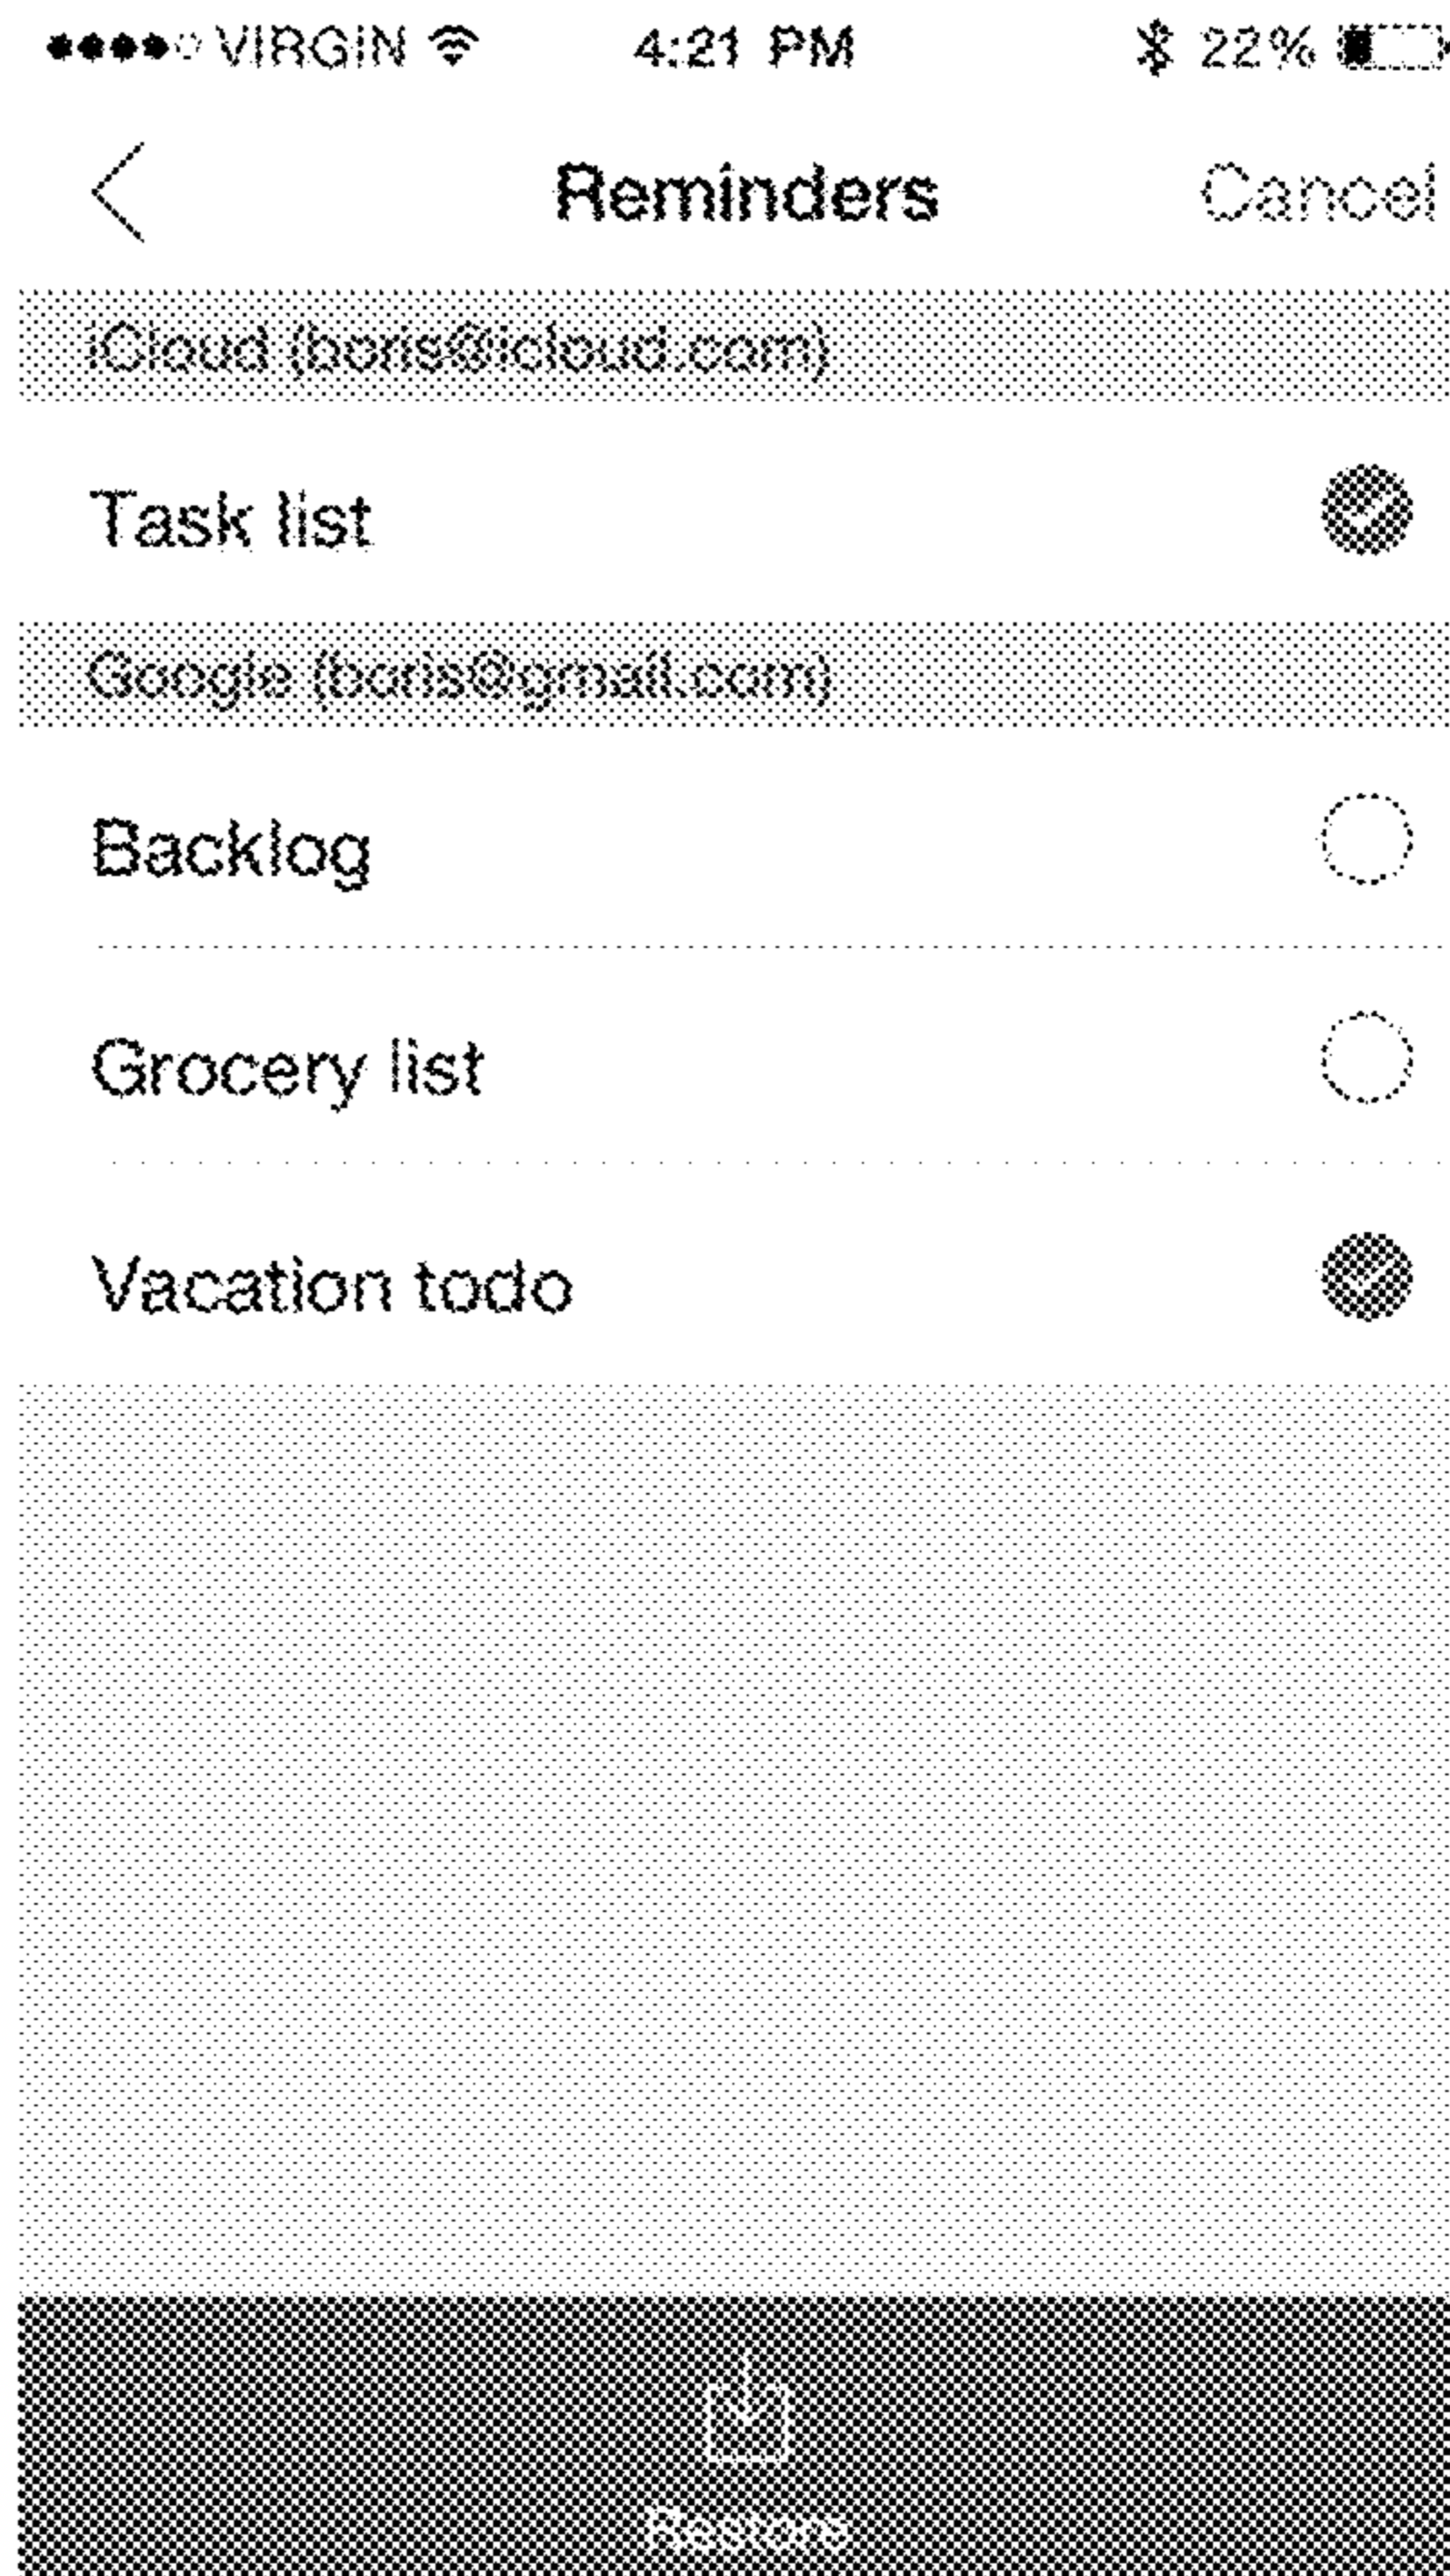 VIRGIN 4:21 PM 22%
Reminders Cancel
iCloud (boris@icloud.com)
Task list
Google (boris@gmail.com)
Backlog
Grocery list
Vacation todo
Restore